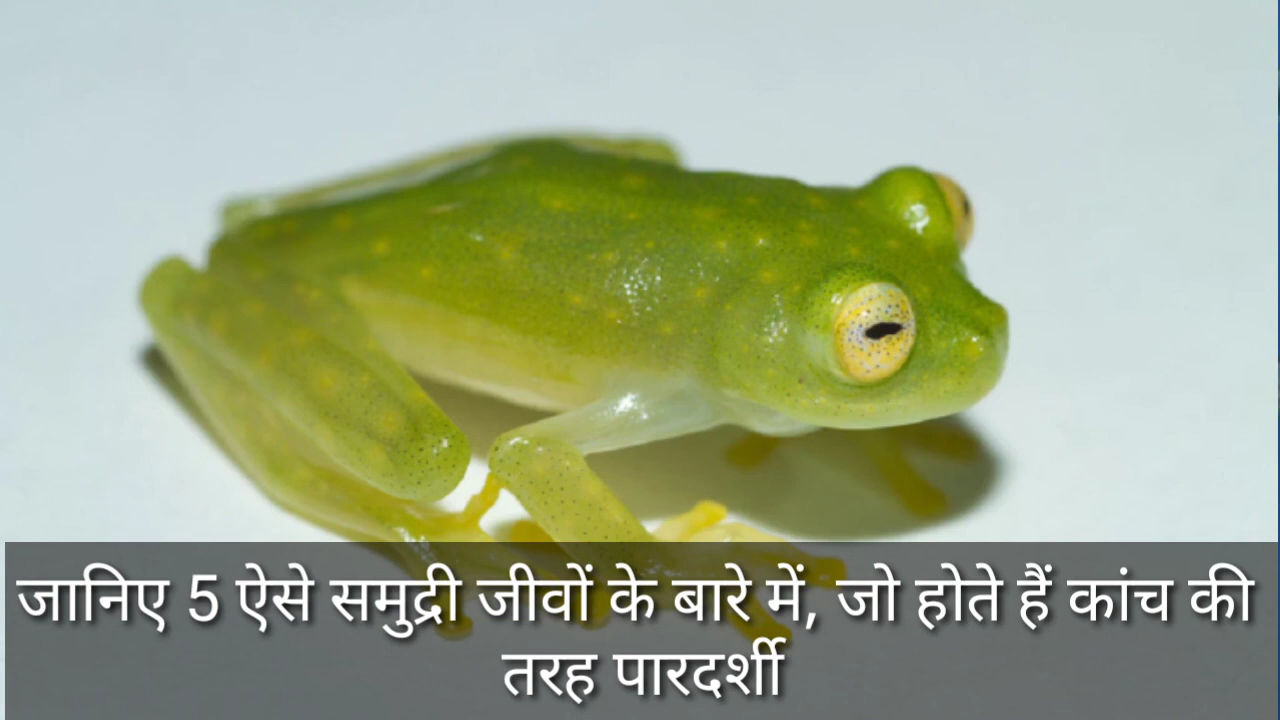 जानिए 5 ऐसे समुद्री जीवों के बारे में, जो होते हैं कांच की
तरह पारदर्शी